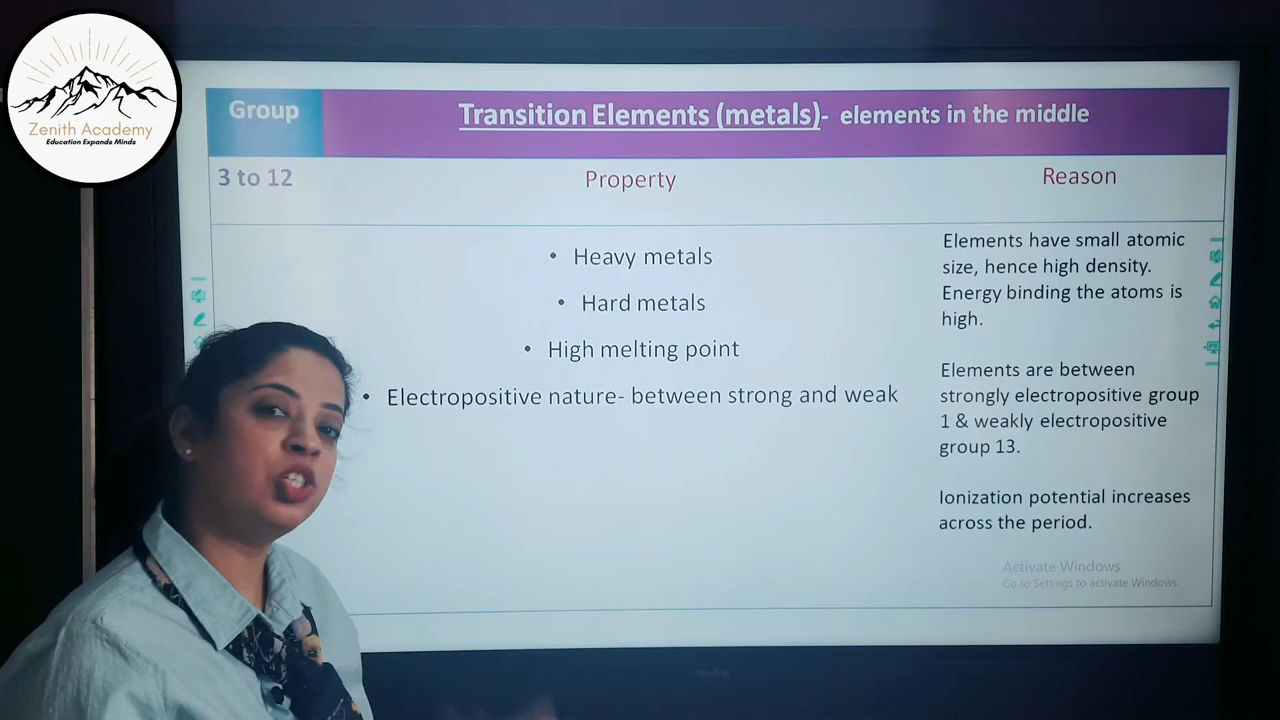 Zenith Academy
Education Expands Minds
Group
Transition Elements (metals)- elements in the middle
3 to 12
Property
Reason
• Heavy metals
• Hard metals
• High melting point
• Electropositive nature- between strong and weak
Elements have small atomic
size, hence high density.
Energy binding the atoms is
high.
Elements are between
strongly electropositive group
1 & weakly electropositive
group 13.
Ionization potential increases
across the period.
Activate Windows
Go to Settings to activate Windows.